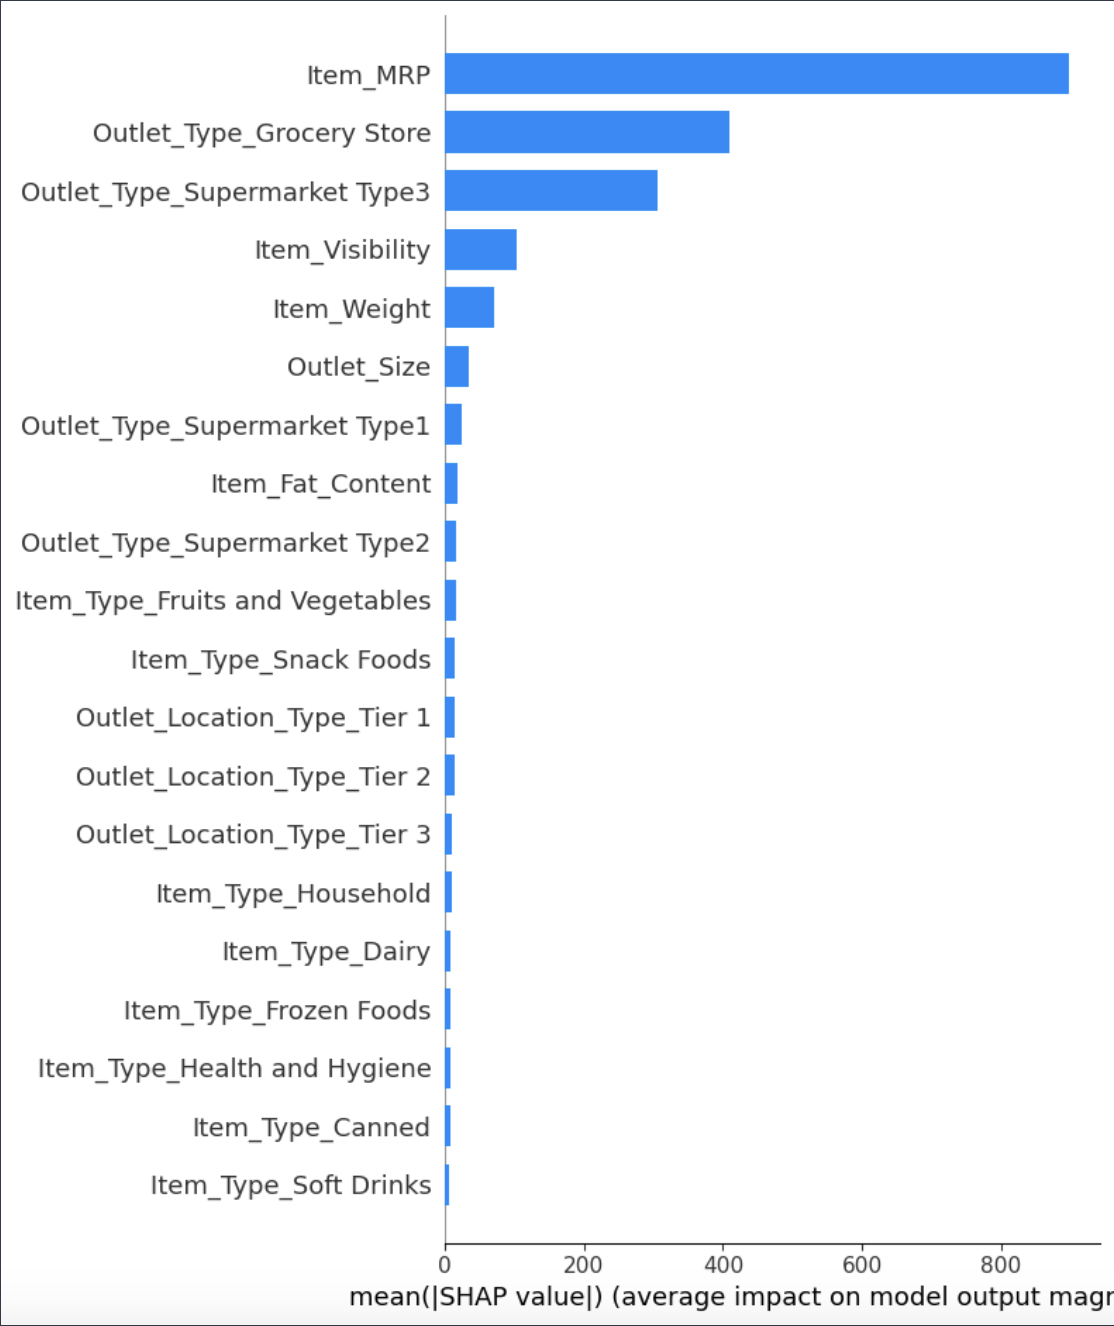 Item_MRP
Outlet_Type_Grocery Store
Outlet_Type_Supermarket Type3
Item_Visibility
Item_Weight
Outlet_Size
Outlet_Type_Supermarket Type1
Item_Fat_Content
Outlet_Type_Supermarket Type2
Item_Type_Fruits and Vegetables
Item_Type_Snack Foods
Outlet_Location_Type_Tier 1
Outlet_Location_Type_Tier 2
Outlet_Location_Type_Tier 3
Item_Type_Household
Item_Type_Dairy
Item_Type_Frozen Foods
Item_Type_Health and Hygiene
Item_Type_Canned
Item_Type_Soft Drinks
0 200 400 600 800
mean(|SHAP value|) (average impact on model output magr